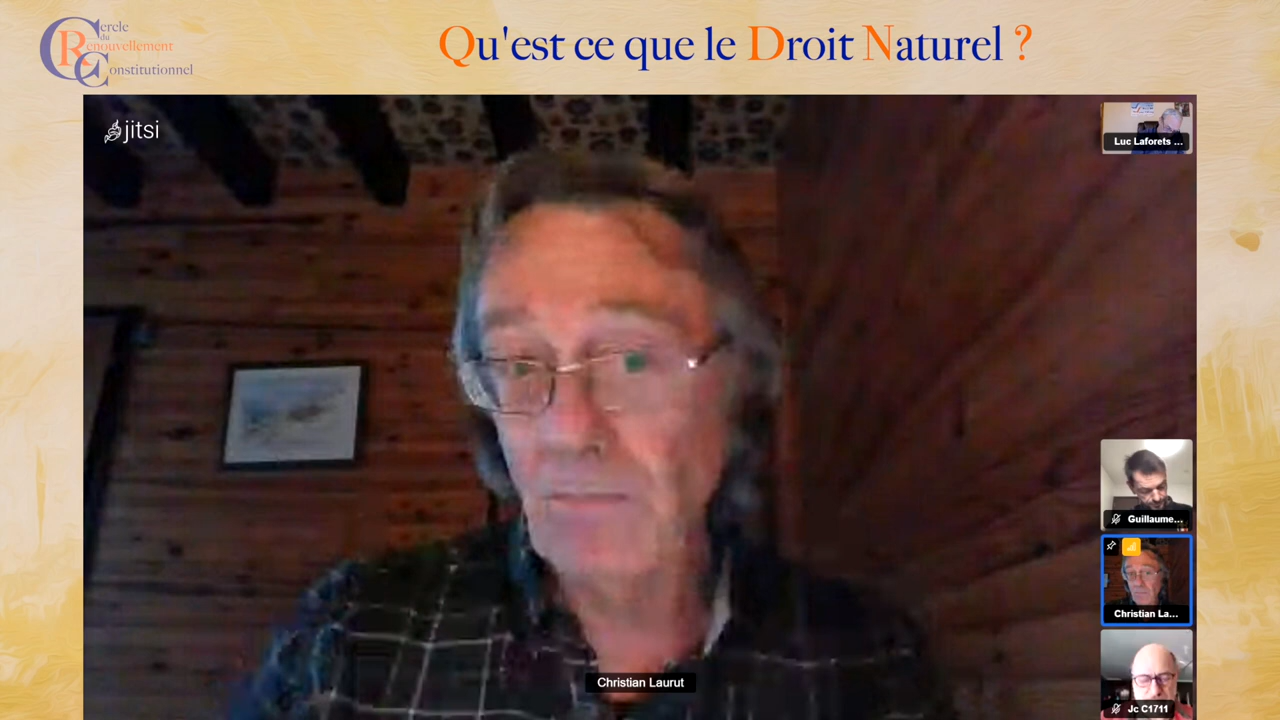 Cercle
du
Renouvellement
Constitutionnel
Qu'est ce que le Droit Naturel ?
jitsi
Luc Laforets ...
Guillaume...
Christian La...
Jc C1711
Christian Laurut